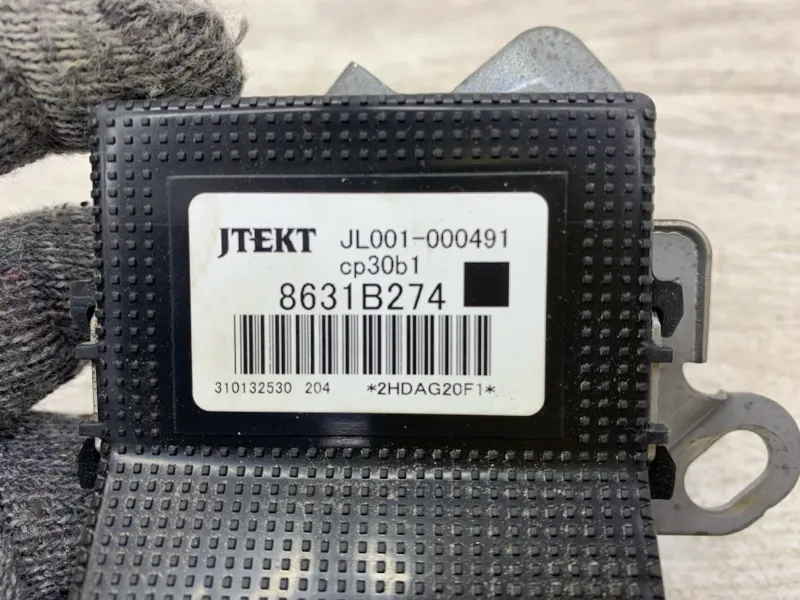 JTEKT JL001-000491
cp30b1
8631B274
310132530 204 *2HDAG20F1*